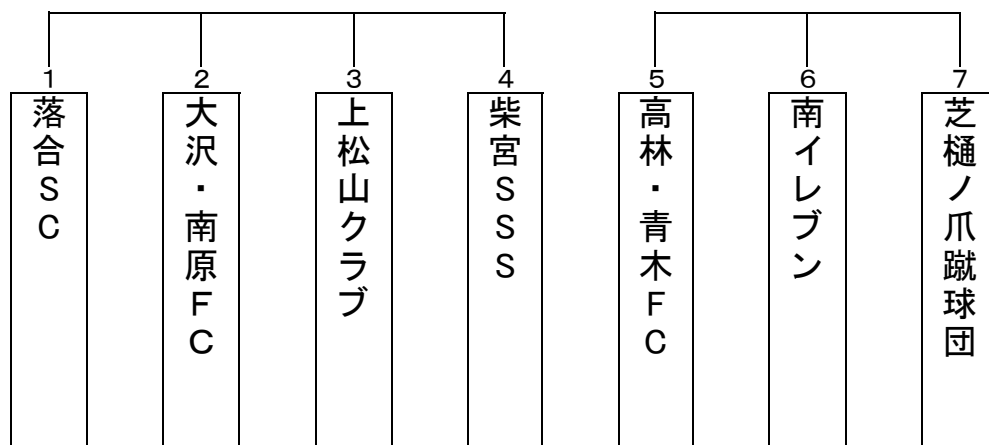 1
落合SC
2
大沢・南原FC
3
上松山クラブ
4
柴宮SSS
5
高林・青木FC
6
南イレブン
7
芝樋ノ爪蹴球団